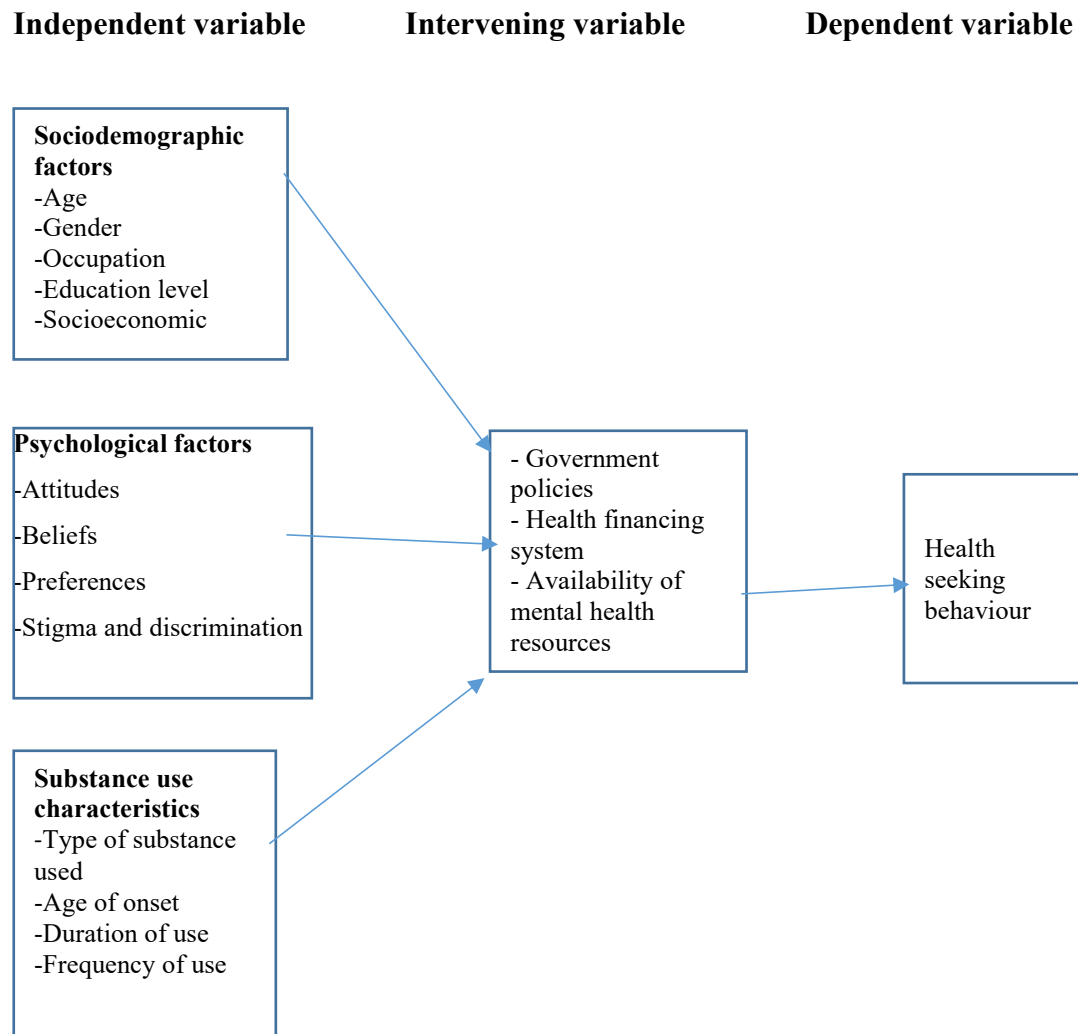 Independent variable
Intervening variable
Dependent variable
Sociodemographic
factors
-Age
-Gender
-Occupation
-Education level
-Socioeconomic
Psychological factors
-Attitudes
-Beliefs
-Preferences
-Stigma and discrimination
Substance use
characteristics
-Type of substance
used
-Age of onset
-Duration of use
-Frequency of use
- Government
policies
- Health financing
system
- Availability of
mental health
resources
Health
seeking
behaviour